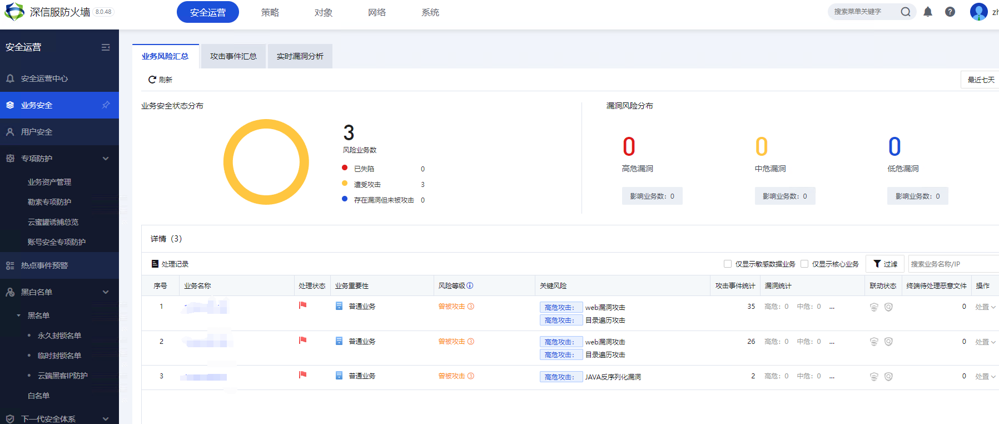 深信服防火墙 8.0.48 安全运营 策略 对象 网络 系统 搜索菜单关键字 zh
安全运营
安全运营中心
业务安全
用户安全
专项防护
业务资产管理
勒索专项防护
云蜜罐诱捕总览
账号安全专项防护
热点事件预警
黑白名单
黑名单
永久封锁名单
临时封锁名单
云端黑客IP防护
白名单
下一代安全体系
业务风险汇总 攻击事件汇总 实时漏洞分析
刷新 最近七天
业务安全状态分布
3
风险业务数
已失陷 0
遭受攻击 3
存在漏洞但未被攻击 0
漏洞风险分布
0 0 0
高危漏洞 中危漏洞 低危漏洞
影响业务数：0 影响业务数：0 影响业务数：0
详情（3）
处理记录 仅显示敏感数据业务 仅显示核心业务 过滤 搜索业务名称/IP
序号 业务名称 处理状态 业务重要性 风险等级 关键风险 攻击事件统计 漏洞统计 联动状态 终端待处理恶意文件 操作
1 普通业务 曾被攻击 3 高危攻击： web漏洞攻击 35 高危：0 中危：0 ... 0 处置
高危攻击： 目录遍历攻击
2 普通业务 曾被攻击 3 高危攻击： web漏洞攻击 26 高危：0 中危：0 ... 0 处置
高危攻击： 目录遍历攻击
3 普通业务 曾被攻击 3 高危攻击： JAVA反序列化漏洞 2 高危：0 中危：0 ... 0 处置